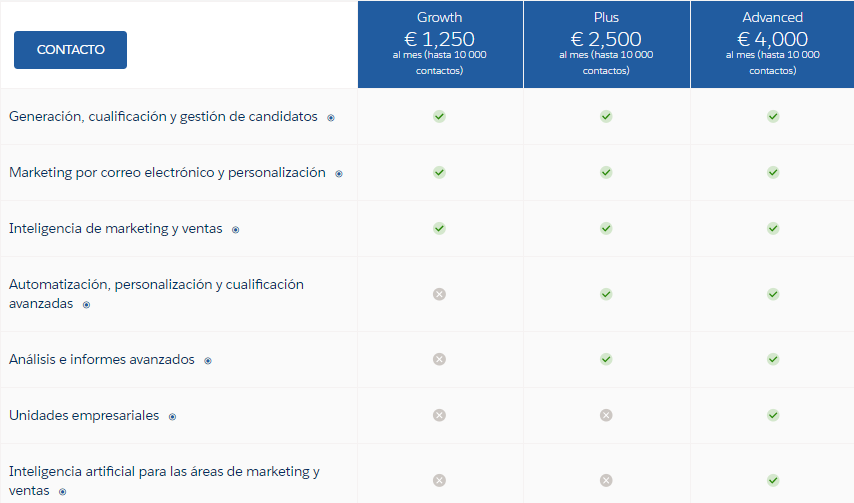 CONTACTO
Growth
€ 1,250
al mes (hasta 10 000
contactos)
Plus
€ 2,500
al mes (hasta 10 000
contactos)
Advanced
€ 4,000
al mes (hasta 10 000
contactos)
Generación, cualificación y gestión de candidatos
Marketing por correo electrónico y personalización
Inteligencia de marketing y ventas
Automatización, personalización y cualificación
avanzadas
Análisis e informes avanzados
Unidades empresariales
Inteligencia artificial para las áreas de marketing y
ventas